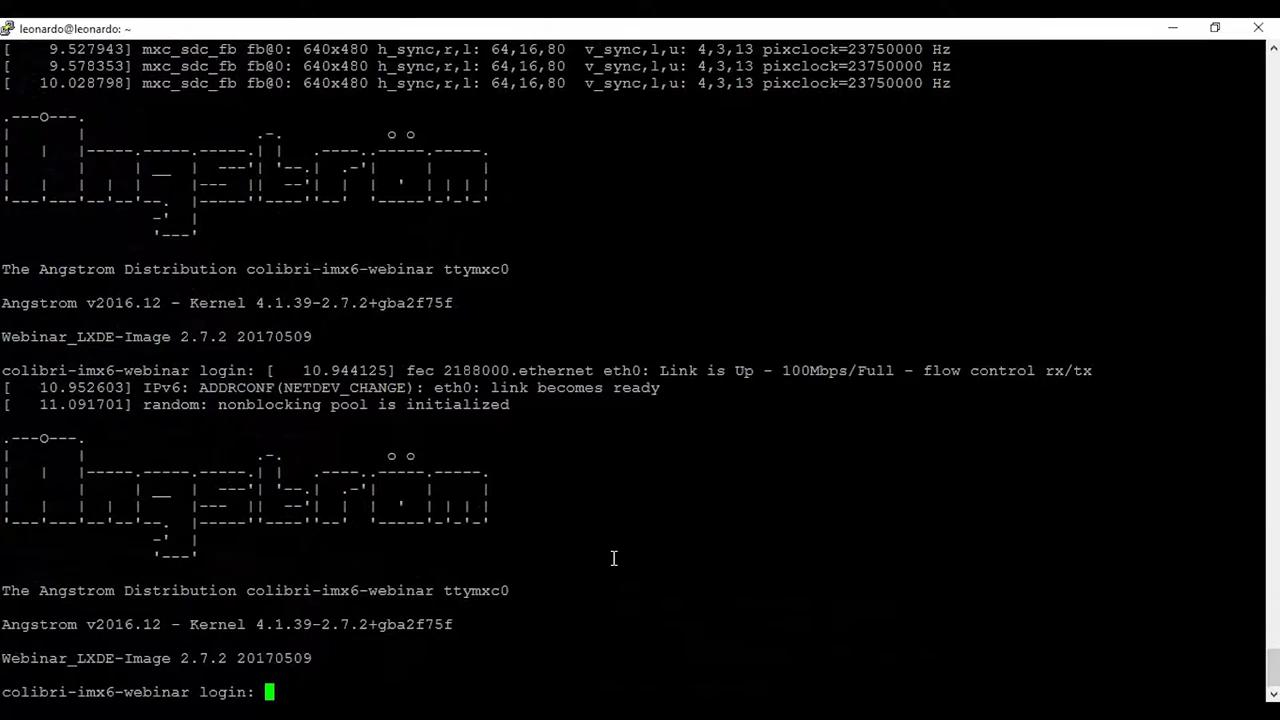 leonardo@leonardo: ~
[    9.527943] mxc_sdc_fb fb@0: 640x480 h_sync,r,l: 64,16,80  v_sync,l,u: 4,3,13 pixclock=23750000 Hz
[    9.578353] mxc_sdc_fb fb@0: 640x480 h_sync,r,l: 64,16,80  v_sync,l,u: 4,3,13 pixclock=23750000 Hz
[   10.028798] mxc_sdc_fb fb@0: 640x480 h_sync,r,l: 64,16,80  v_sync,l,u: 4,3,13 pixclock=23750000 Hz
Angström
The Angstrom Distribution colibri-imx6-webinar ttymxc0
Angstrom v2016.12 - Kernel 4.1.39-2.7.2+gba2f75f
Webinar_LXDE-Image 2.7.2 20170509
colibri-imx6-webinar login: [   10.944125] fec 2188000.ethernet eth0: Link is Up - 100Mbps/Full - flow control rx/tx
[   10.952603] IPv6: ADDRCONF(NETDEV_CHANGE): eth0: link becomes ready
[   11.091701] random: nonblocking pool is initialized
Angström
The Angstrom Distribution colibri-imx6-webinar ttymxc0
Angstrom v2016.12 - Kernel 4.1.39-2.7.2+gba2f75f
Webinar_LXDE-Image 2.7.2 20170509
colibri-imx6-webinar login: